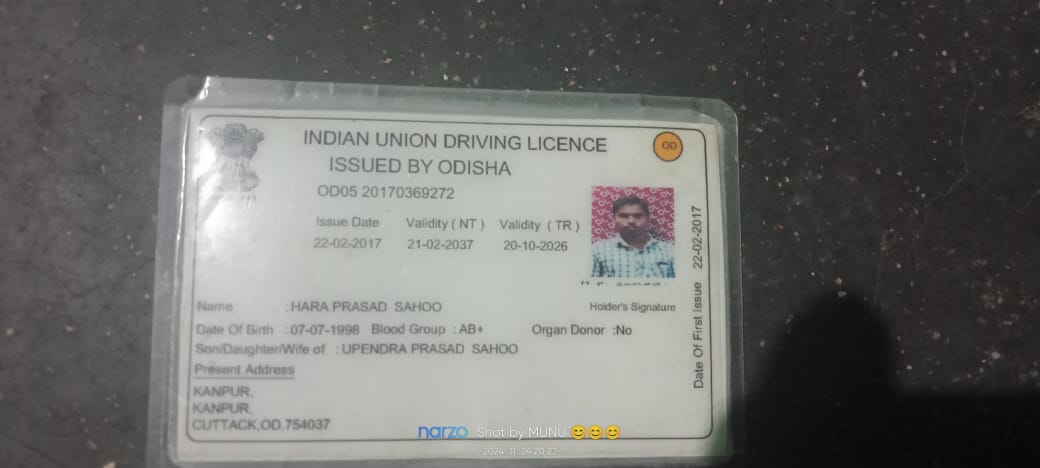 INDIAN UNION DRIVING LICENCE
OD
ISSUED BY ODISHA
OD05 20170369272
Issue Date Validity ( NT ) Validity ( TR )
22-02-2017 21-02-2037 20-10-2026
Date Of First Issue 22-02-2017
Holder's Signature
Name : HARA PRASAD SAHOO
Date Of Birth : 07-07-1998 Blood Group : AB+ Organ Donor :No
Son/Daughter/Wife of : UPENDRA PRASAD SAHOO
Present Address
KANPUR,
KANPUR,
CUTTACK,OD,754037
narzo Shot by MUNU 😊😊😊
2024.11.24 20:22